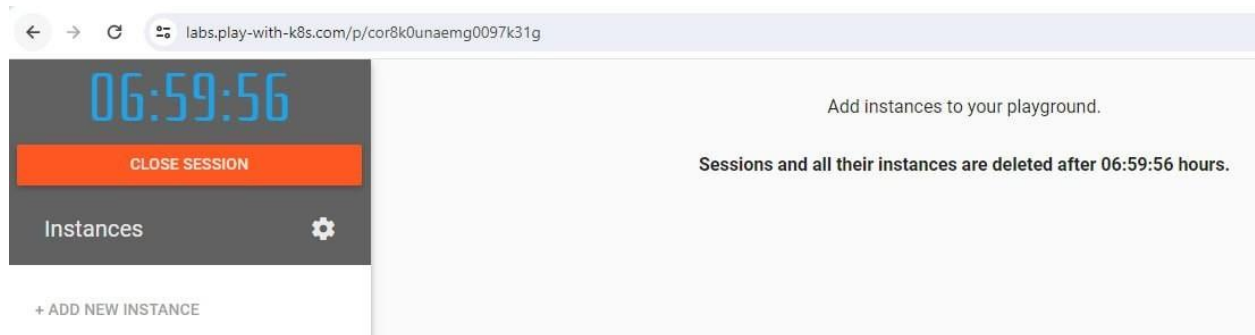 labs.play-with-k8s.com/p/cor8k0unaemg0097k31g
06:59:56
CLOSE SESSION
Instances
+ ADD NEW INSTANCE
Add instances to your playground.
Sessions and all their instances are deleted after 06:59:56 hours.